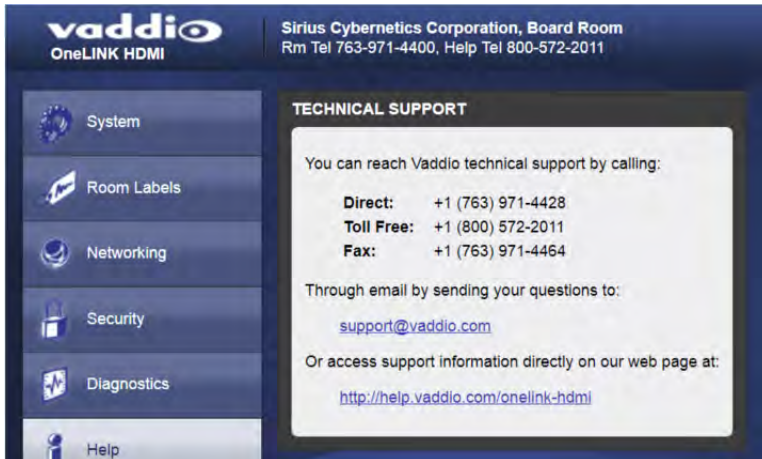 vaddio
OneLINK HDMI
Sirius Cybernetics Corporation, Board Room
Rm Tel 763-971-4400, Help Tel 800-572-2011
System
Room Labels
Networking
Security
Diagnostics
Help
TECHNICAL SUPPORT
You can reach Vaddio technical support by calling:
Direct: +1 (763) 971-4428
Toll Free: +1 (800) 572-2011
Fax: +1 (763) 971-4464
Through email by sending your questions to:
support@vaddio.com
Or access support information directly on our web page at:
http://help.vaddio.com/onelink-hdmi